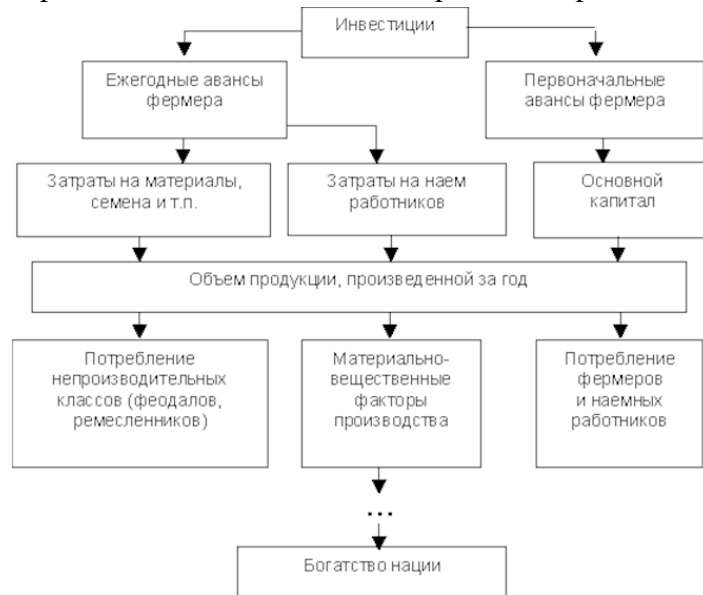 Инвестиции
Ежегодные авансы
фермера
Первоначальные
авансы фермера
Затраты на материалы,
семена и т.п.
Затраты на наем
работников
Основной
капитал
Объем продукции, произведенной за год
Потребление
непроизводительных
классов (феодалов,
ремесленников)
Материально-
вещественные
факторы
производства
Потребление
фермеров
и наемных
работников
...
Богатство нации